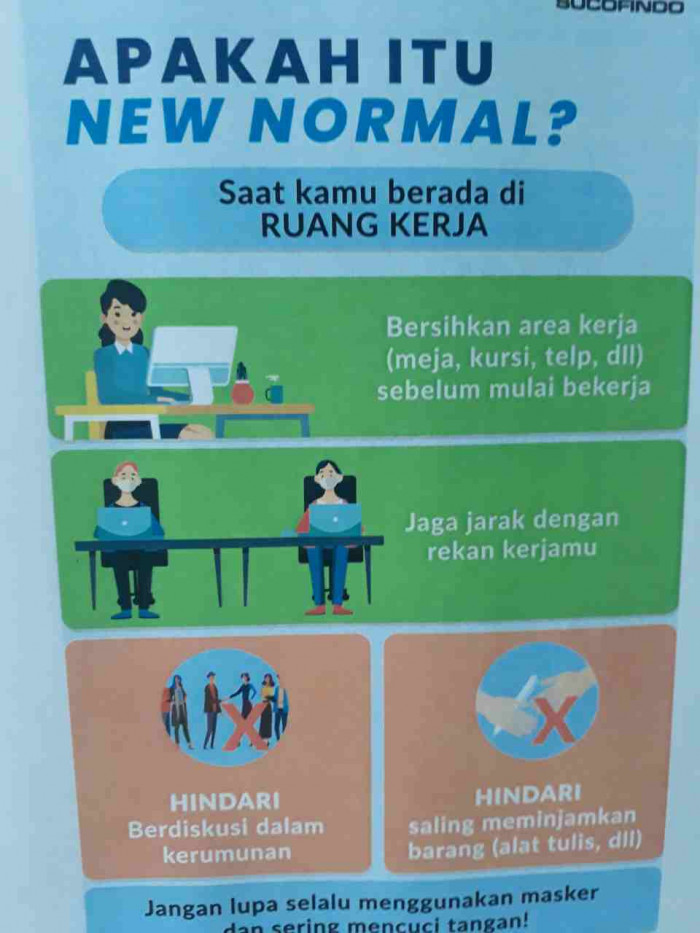 SUCOFINDO
APAKAH ITU
NEW NORMAL?
Saat kamu berada di
RUANG KERJA
Bersihkan area kerja
(meja, kursi, telp, dll)
sebelum mulai bekerja
Jaga jarak dengan
rekan kerjamu
HINDARI
Berdiskusi dalam
kerumunan
HINDARI
saling meminjamkan
barang (alat tulis, dll)
Jangan lupa selalu menggunakan masker
dan sering mencuci tangan!